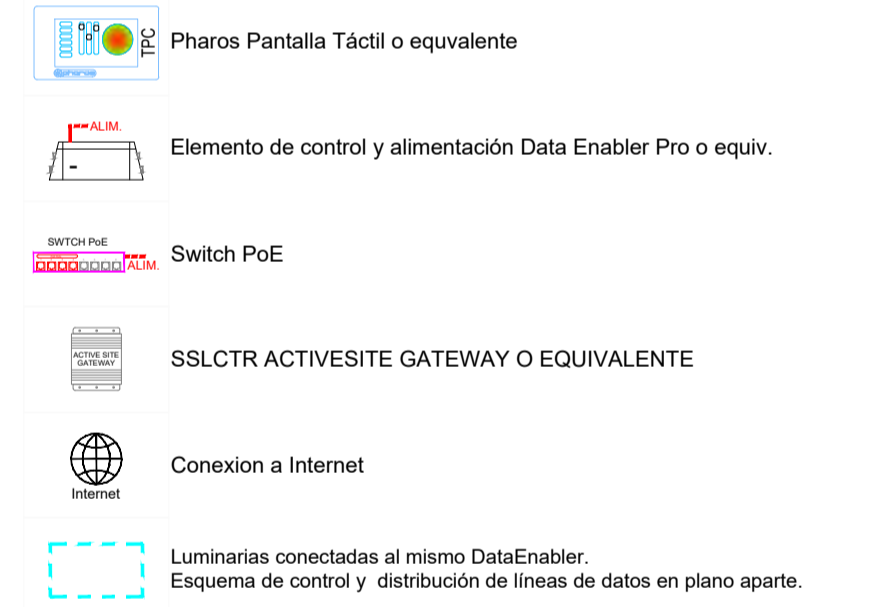 TPC
Pharos Pantalla Táctil o equvalente
ALIM.
Elemento de control y alimentación Data Enabler Pro o equiv.
SWTCH PoE
ALIM.
Switch PoE
ACTIVE SITE
GATEWAY
SSLCTR ACTIVESITE GATEWAY O EQUIVALENTE
Internet
Conexion a Internet
Luminarias conectadas al mismo DataEnabler.
Esquema de control y distribución de líneas de datos en plano aparte.